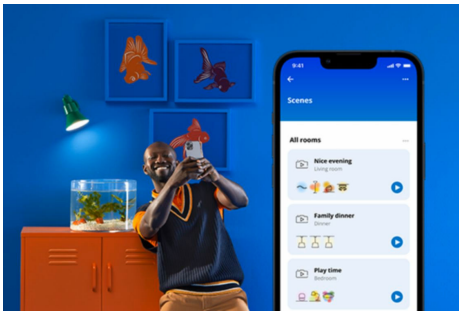 9:41
Scenes
All rooms
Nice evening
Living room
Family dinner
Dinner
Play time
Bedroom